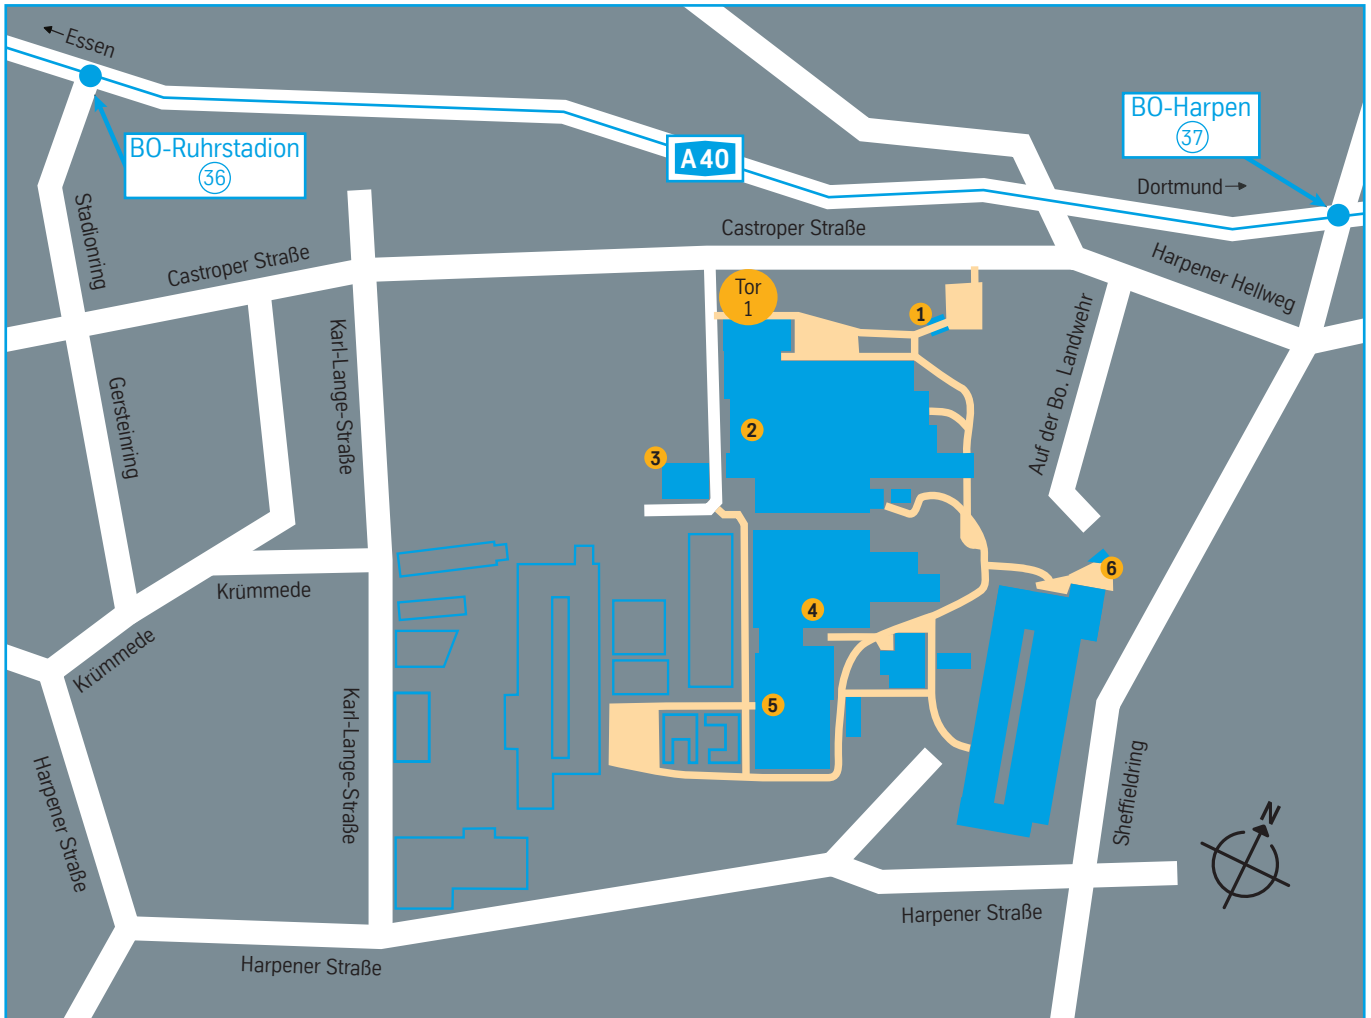 ←Essen
BO-Ruhrstadion
36
A 40
BO-Harpen
37
Dortmund→
Castroper Straße
Castroper Straße
Harpener Hellweg
Stadionring
Karl-Lange-Straße
Gersteinring
Tor
1
1
Auf der Bo. Landwehr
2
3
4
5
6
Krümmede
Krümmede
Karl-Lange-Straße
Harpener Straße
Sheffieldring
N
Harpener Straße
Harpener Straße